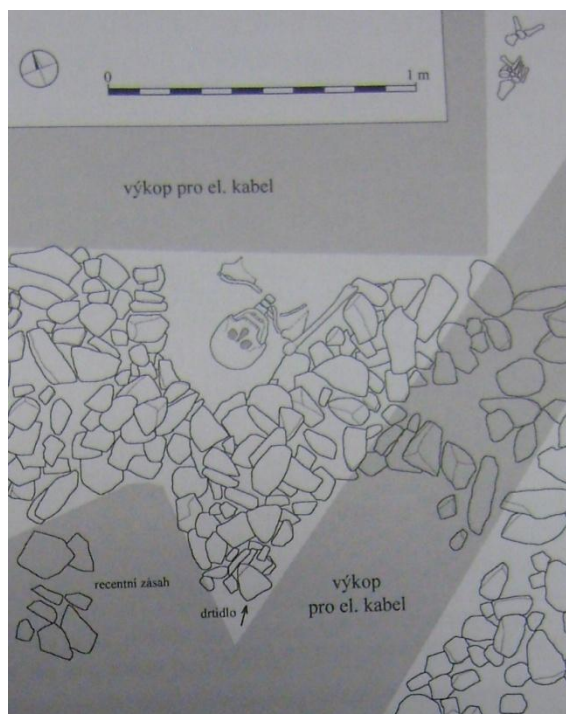 0 1 m
výkop pro el. kabel
recentní zásah
drtidlo
výkop
pro el. kabel